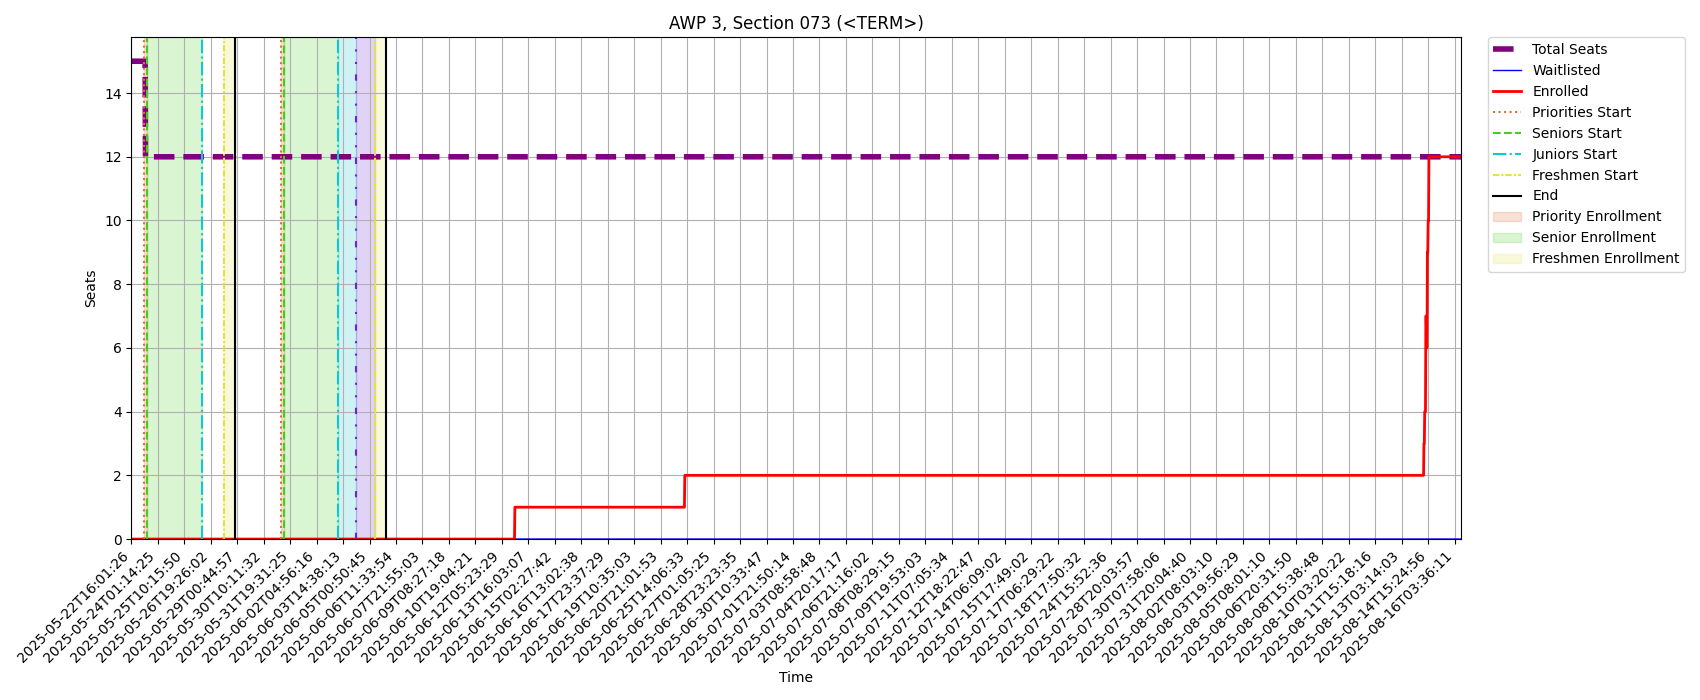 AWP 3, Section 073 (<TERM>)
Seats
14
12
10
8
6
4
2
0
2025-05-22T16:01:26
2025-05-24T01:14:25
2025-05-25T10:15:50
2025-05-26T19:26:02
2025-05-29T00:44:57
2025-05-30T10:11:32
2025-05-31T19:31:25
2025-06-02T04:56:16
2025-06-03T14:38:13
2025-06-05T00:50:45
2025-06-06T11:33:54
2025-06-07T21:55:03
2025-06-09T08:27:18
2025-06-10T19:04:21
2025-06-12T05:23:29
2025-06-13T16:03:07
2025-06-15T02:27:42
2025-06-16T13:02:38
2025-06-17T23:37:29
2025-06-19T10:35:03
2025-06-20T21:01:53
2025-06-25T14:06:33
2025-06-27T01:05:25
2025-06-28T23:23:35
2025-06-30T10:33:47
2025-07-01T21:50:14
2025-07-03T08:58:48
2025-07-04T20:17:17
2025-07-06T21:16:02
2025-07-08T08:29:15
2025-07-09T19:53:03
2025-07-11T07:05:34
2025-07-12T18:22:47
2025-07-14T06:09:02
2025-07-15T17:49:02
2025-07-17T06:29:22
2025-07-18T17:50:32
2025-07-24T15:52:36
2025-07-28T20:03:57
2025-07-30T07:58:06
2025-07-31T20:04:40
2025-08-02T08:03:10
2025-08-03T19:56:29
2025-08-05T08:01:10
2025-08-06T20:31:50
2025-08-08T15:38:48
2025-08-10T03:20:22
2025-08-11T15:18:16
2025-08-13T03:14:03
2025-08-14T15:24:56
2025-08-16T03:36:11
Time
Total Seats
Waitlisted
Enrolled
Priorities Start
Seniors Start
Juniors Start
Freshmen Start
End
Priority Enrollment
Senior Enrollment
Freshmen Enrollment